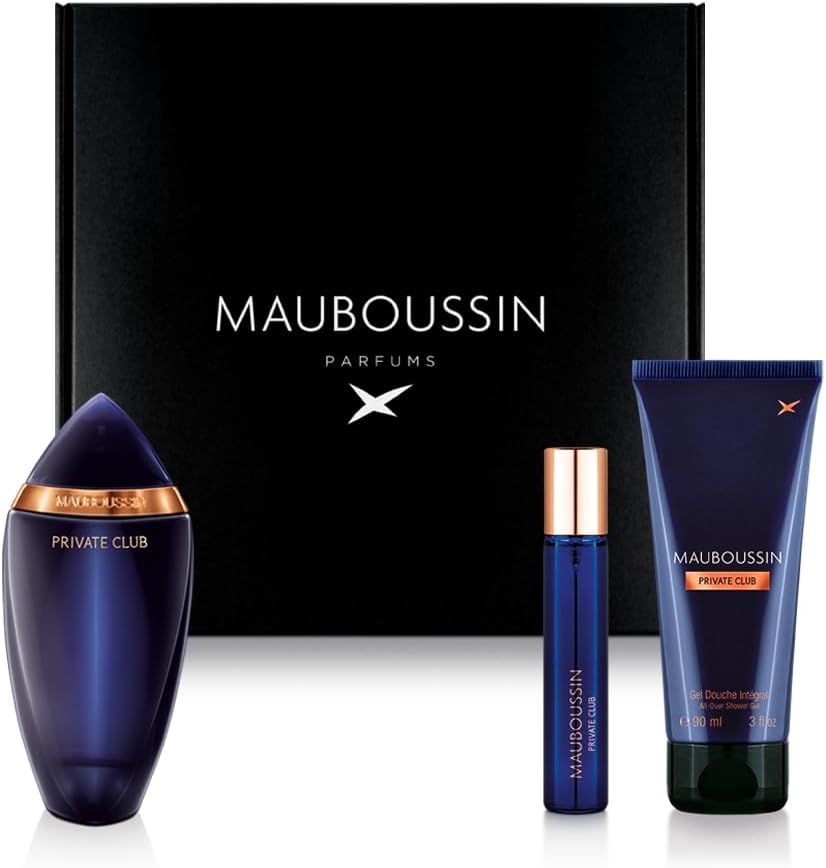 MAUBOUSSIN
PARFUMS
MAUBOUSSIN
PRIVATE CLUB
MAUBOUSSIN
PRIVATE CLUB
MAUBOUSSIN
PRIVATE CLUB
Gel Douche Intégral
All-Over Shower Gel
℮ 90 ml 3 fl oz